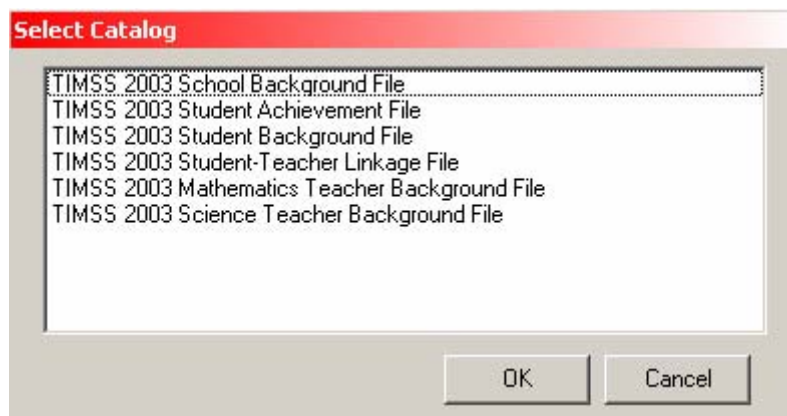 Select Catalog
TIMSS 2003 School Background File
TIMSS 2003 Student Achievement File
TIMSS 2003 Student Background File
TIMSS 2003 Student-Teacher Linkage File
TIMSS 2003 Mathematics Teacher Background File
TIMSS 2003 Science Teacher Background File
OK
Cancel